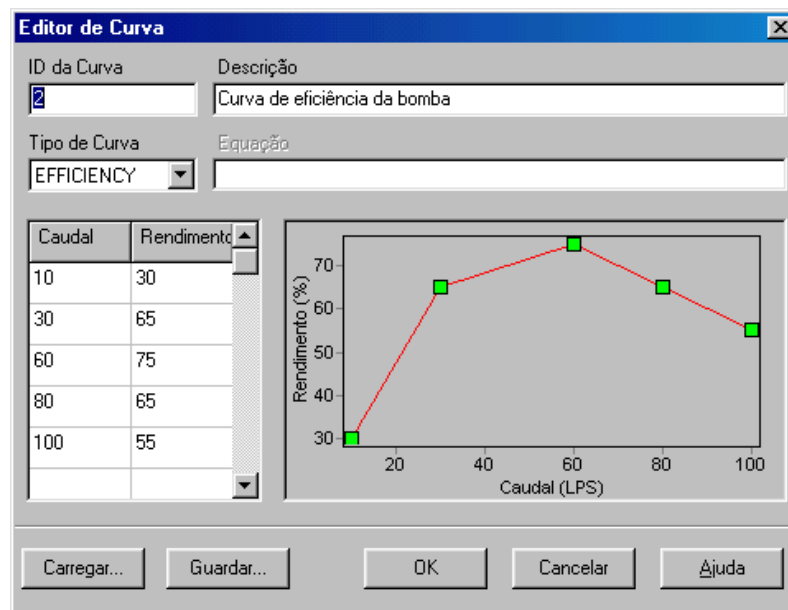 Editor de Curva
ID da Curva Descrição
2 Curva de eficiência da bomba
Tipo de Curva Equação
EFFICIENCY
Caudal Rendimento
10 30
30 65
60 75
80 65
100 55
Rendimento (%)
70
60
50
40
30
20 40 60 80 100
Caudal (LPS)
Carregar... Guardar... OK Cancelar Ajuda